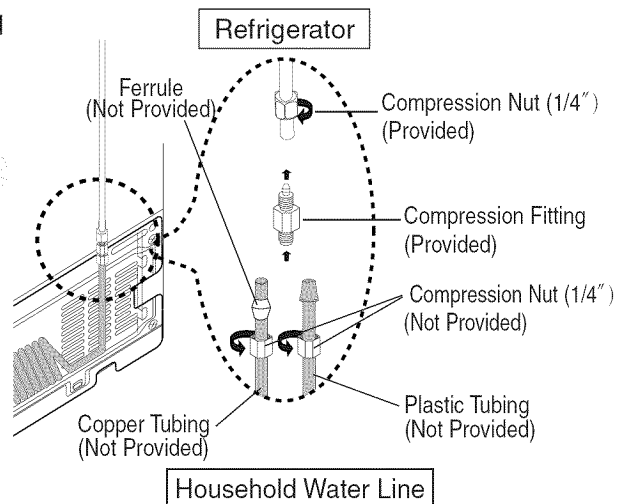 Refrigerator
Ferrule
(Not Provided)
Compression Nut (1/4″)
(Provided)
Compression Fitting
(Provided)
Compression Nut (1/4″)
(Not Provided)
Copper Tubing
(Not Provided)
Plastic Tubing
(Not Provided)
Household Water Line